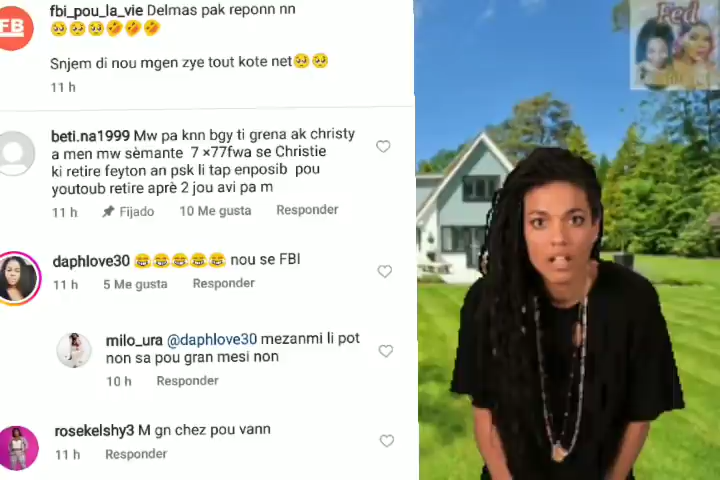 FB
fbi_pou_la_vie Delmas pak reponn nn
🥺🥺🥺🤣🤣🤣
Snjem di nou mgen zye tout kote net🥺🥺
11 h
beti.na1999 Mw pa knn bgy ti grena ak christy
a men mw sèmante 7 ×77fwa se Christie
ki retire feyton an psk li tap enposib pou
youtoub retire aprè 2 jou avi pa m
11 h Fijado 10 Me gusta Responder
daphlove30 😂😂😂😂😂 nou se FBI
11 h 5 Me gusta Responder
milo_ura @daphlove30 mezanmi li pot
non sa pou gran mesi non
10 h Responder
rosekelshy3 M gn chez pou vann
11 h Responder
Fed